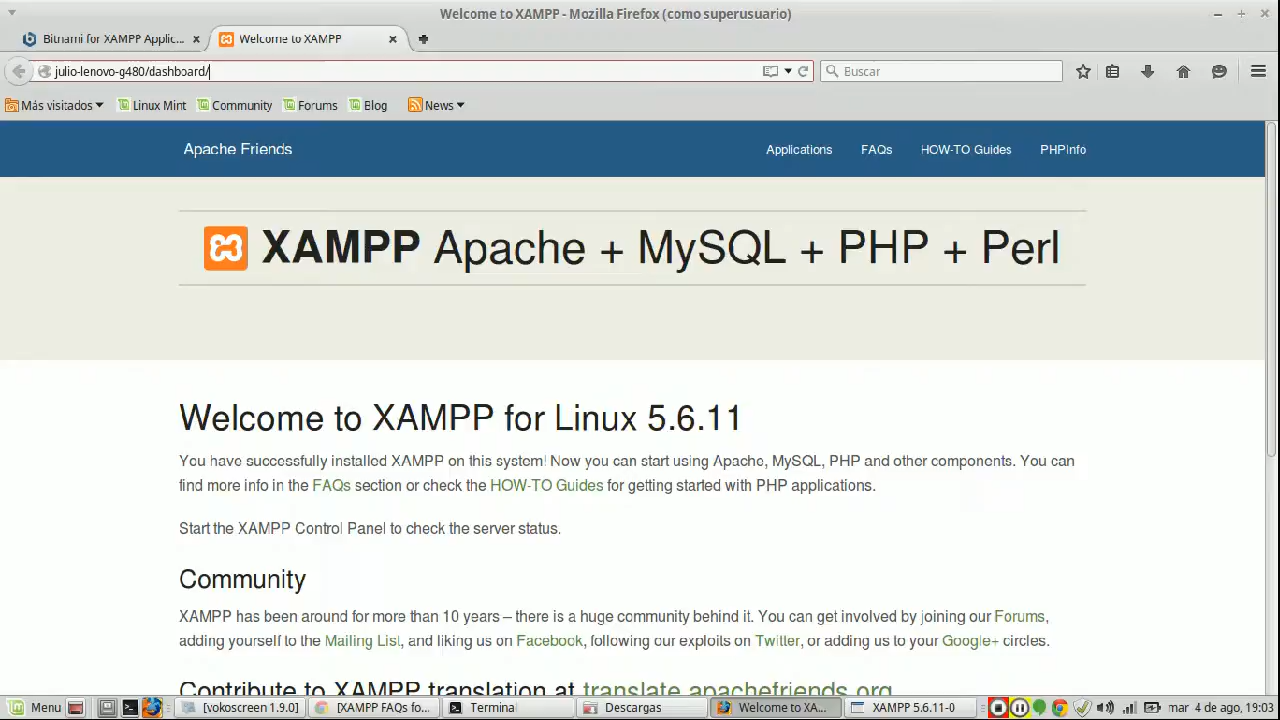 Welcome to XAMPP - Mozilla Firefox (como superusuario)
Bitnami for XAMPP Applic... Welcome to XAMPP
julio-lenovo-g480/dashboard/ Buscar
Más visitados Linux Mint Community Forums Blog News
Apache Friends Applications FAQs HOW-TO Guides PHPInfo
XAMPP Apache + MySQL + PHP + Perl
Welcome to XAMPP for Linux 5.6.11
You have successfully installed XAMPP on this system! Now you can start using Apache, MySQL, PHP and other components. You can
find more info in the FAQs section or check the HOW-TO Guides for getting started with PHP applications.
Start the XAMPP Control Panel to check the server status.
Community
XAMPP has been around for more than 10 years – there is a huge community behind it. You can get involved by joining our Forums,
adding yourself to the Mailing List, and liking us on Facebook, following our exploits on Twitter, or adding us to your Google+ circles.
Contribute to XAMPP translation at translate.apachefriends.org
Menu [vokoscreen 1.9.0] [XAMPP FAQs fo... Terminal Descargas Welcome to XA... XAMPP 5.6.11-0 mar 4 de ago, 19:03